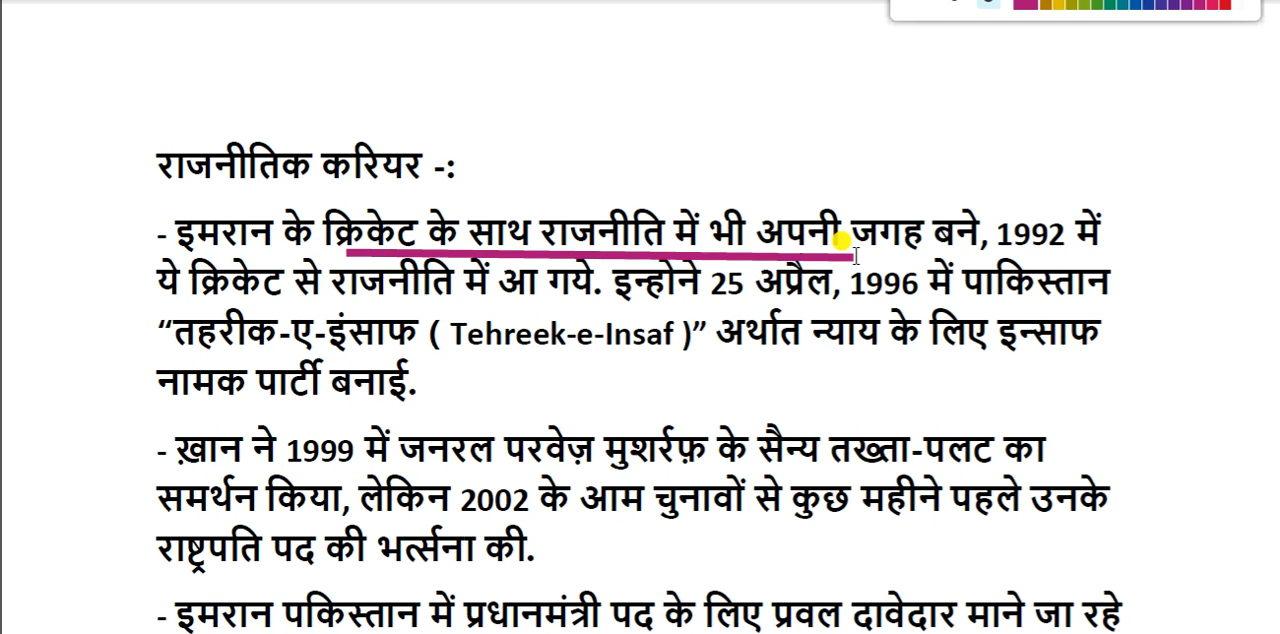 राजनीतिक करियर -:
- इमरान के क्रिकेट के साथ राजनीति में भी अपनी जगह बने, 1992 में
ये क्रिकेट से राजनीति में आ गये. इन्होने 25 अप्रैल, 1996 में पाकिस्तान
“तहरीक-ए-इंसाफ ( Tehreek-e-Insaf )” अर्थात न्याय के लिए इन्साफ
नामक पार्टी बनाई.
- ख़ान ने 1999 में जनरल परवेज़ मुशर्रफ़ के सैन्य तख्ता-पलट का
समर्थन किया, लेकिन 2002 के आम चुनावों से कुछ महीने पहले उनके
राष्ट्रपति पद की भर्त्सना की.
- इमरान पकिस्तान में प्रधानमंत्री पद के लिए प्रवल दावेदार माने जा रहे